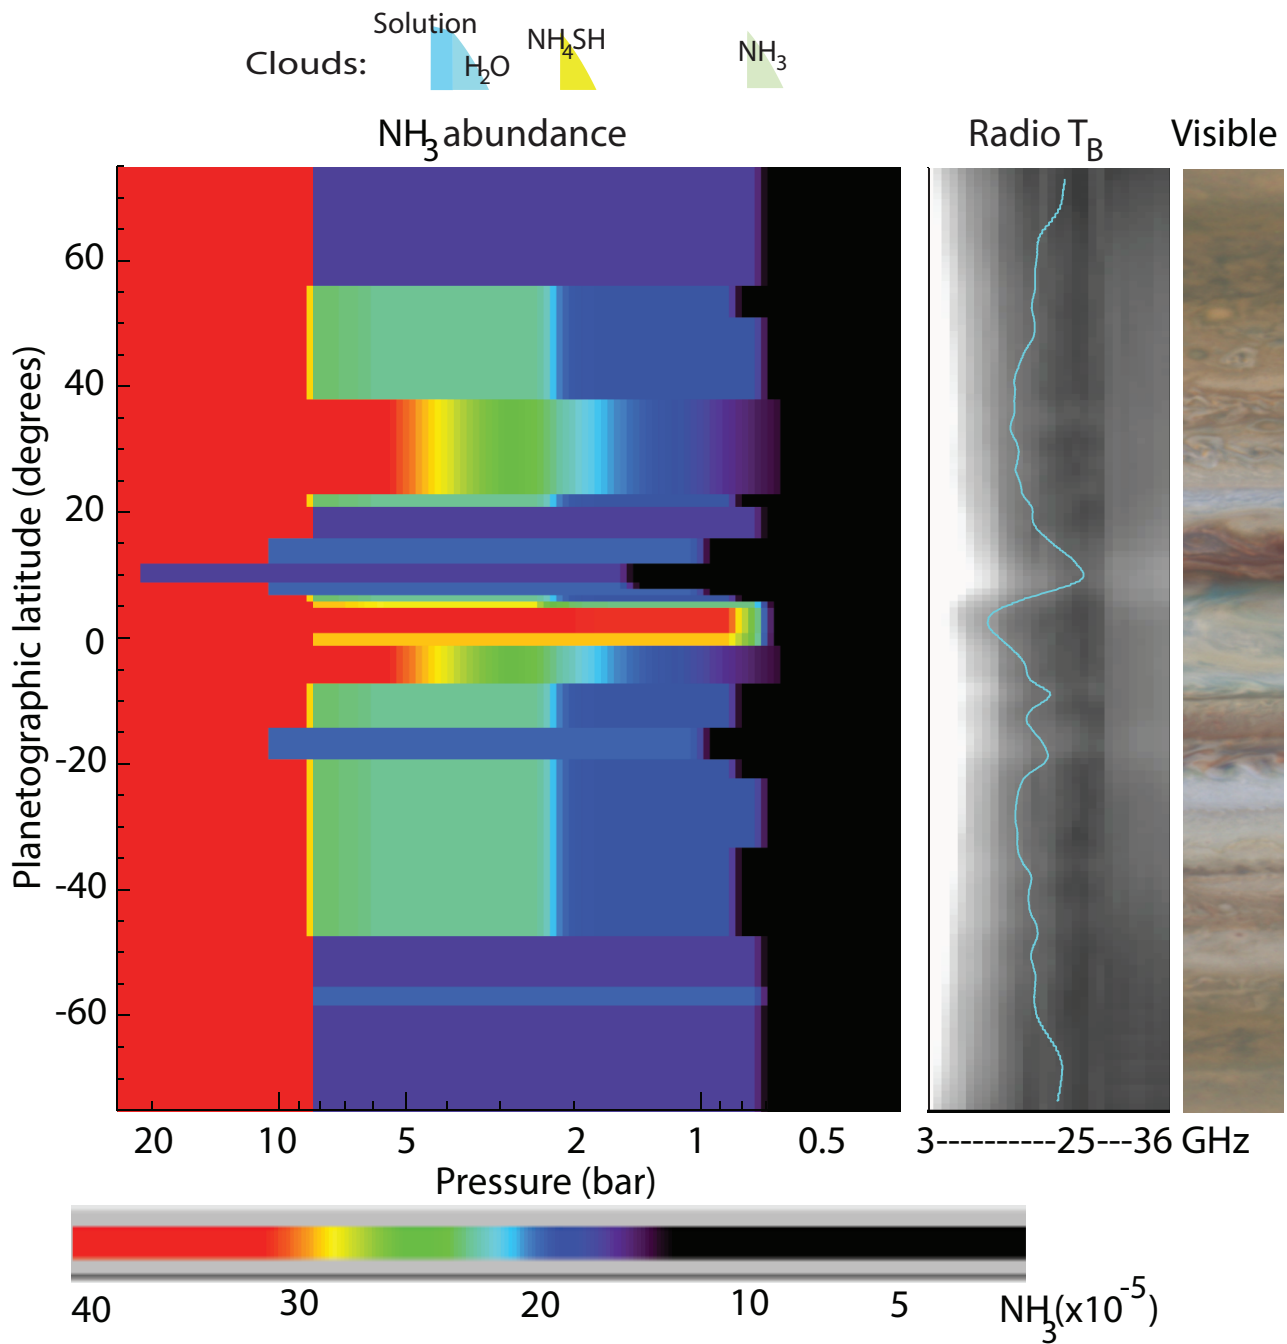 Solution
Clouds:
H2O
NH4SH
NH3
NH3 abundance
Radio TB
Visible
Planetographic latitude (degrees)
60
40
20
0
-20
-40
-60
20 10 5 2 1 0.5
Pressure (bar)
3-----------25---36 GHz
40 30 20 10 5 NH3(x10-5)